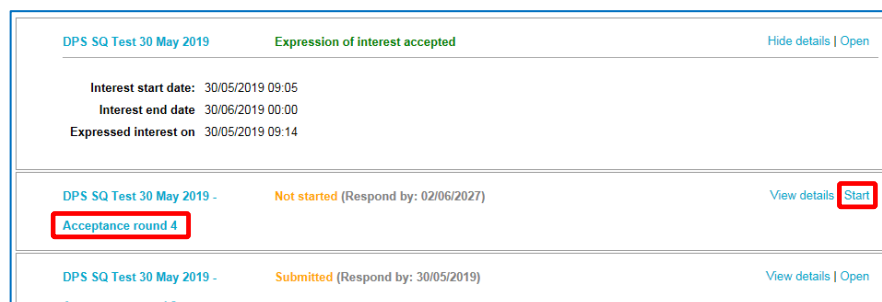 DPS SQ Test 30 May 2019 Expression of interest accepted Hide details | Open
Interest start date: 30/05/2019 09:05
Interest end date 30/06/2019 00:00
Expressed interest on 30/05/2019 09:14
DPS SQ Test 30 May 2019 - Not started (Respond by: 02/06/2027) View details Start
Acceptance round 4
DPS SQ Test 30 May 2019 - Submitted (Respond by: 30/05/2019) View details | Open